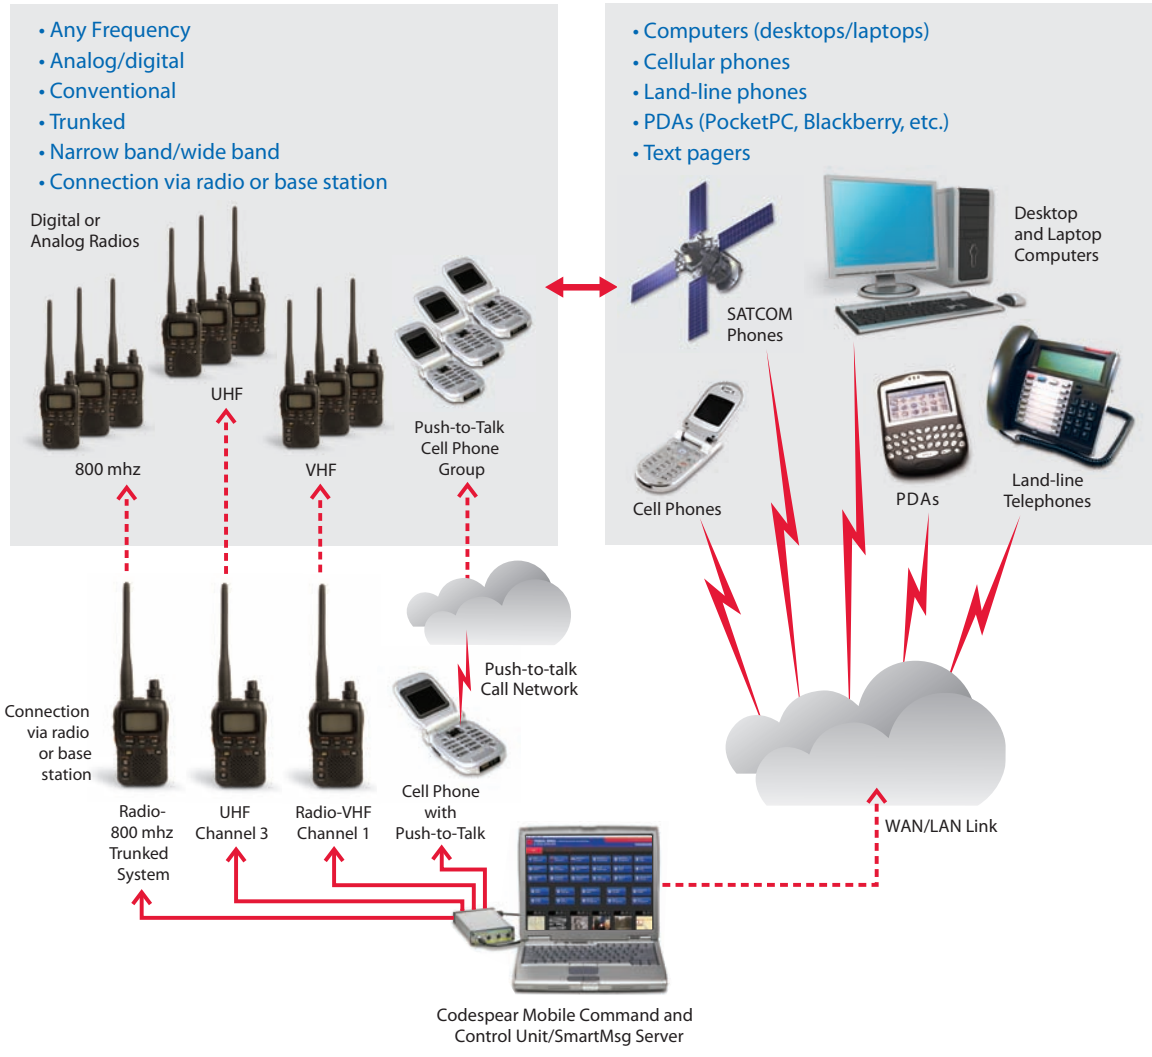 • Any Frequency
• Analog/digital
• Conventional
• Trunked
• Narrow band/wide band
• Connection via radio or base station
Digital or
Analog Radios
800 mhz
UHF
VHF
Push-to-Talk
Cell Phone
Group
• Computers (desktops/laptops)
• Cellular phones
• Land-line phones
• PDAs (PocketPC, Blackberry, etc.)
• Text pagers
SATCOM
Phones
Desktop
and Laptop
Computers
Cell Phones
PDAs
Land-line
Telephones
Push-to-talk
Call Network
Connection
via radio
or base
station
Radio-
800 mhz
Trunked
System
UHF
Channel 3
Radio-VHF
Channel 1
Cell Phone
with
Push-to-Talk
WAN/LAN Link
Codespear Mobile Command and
Control Unit/SmartMsg Server